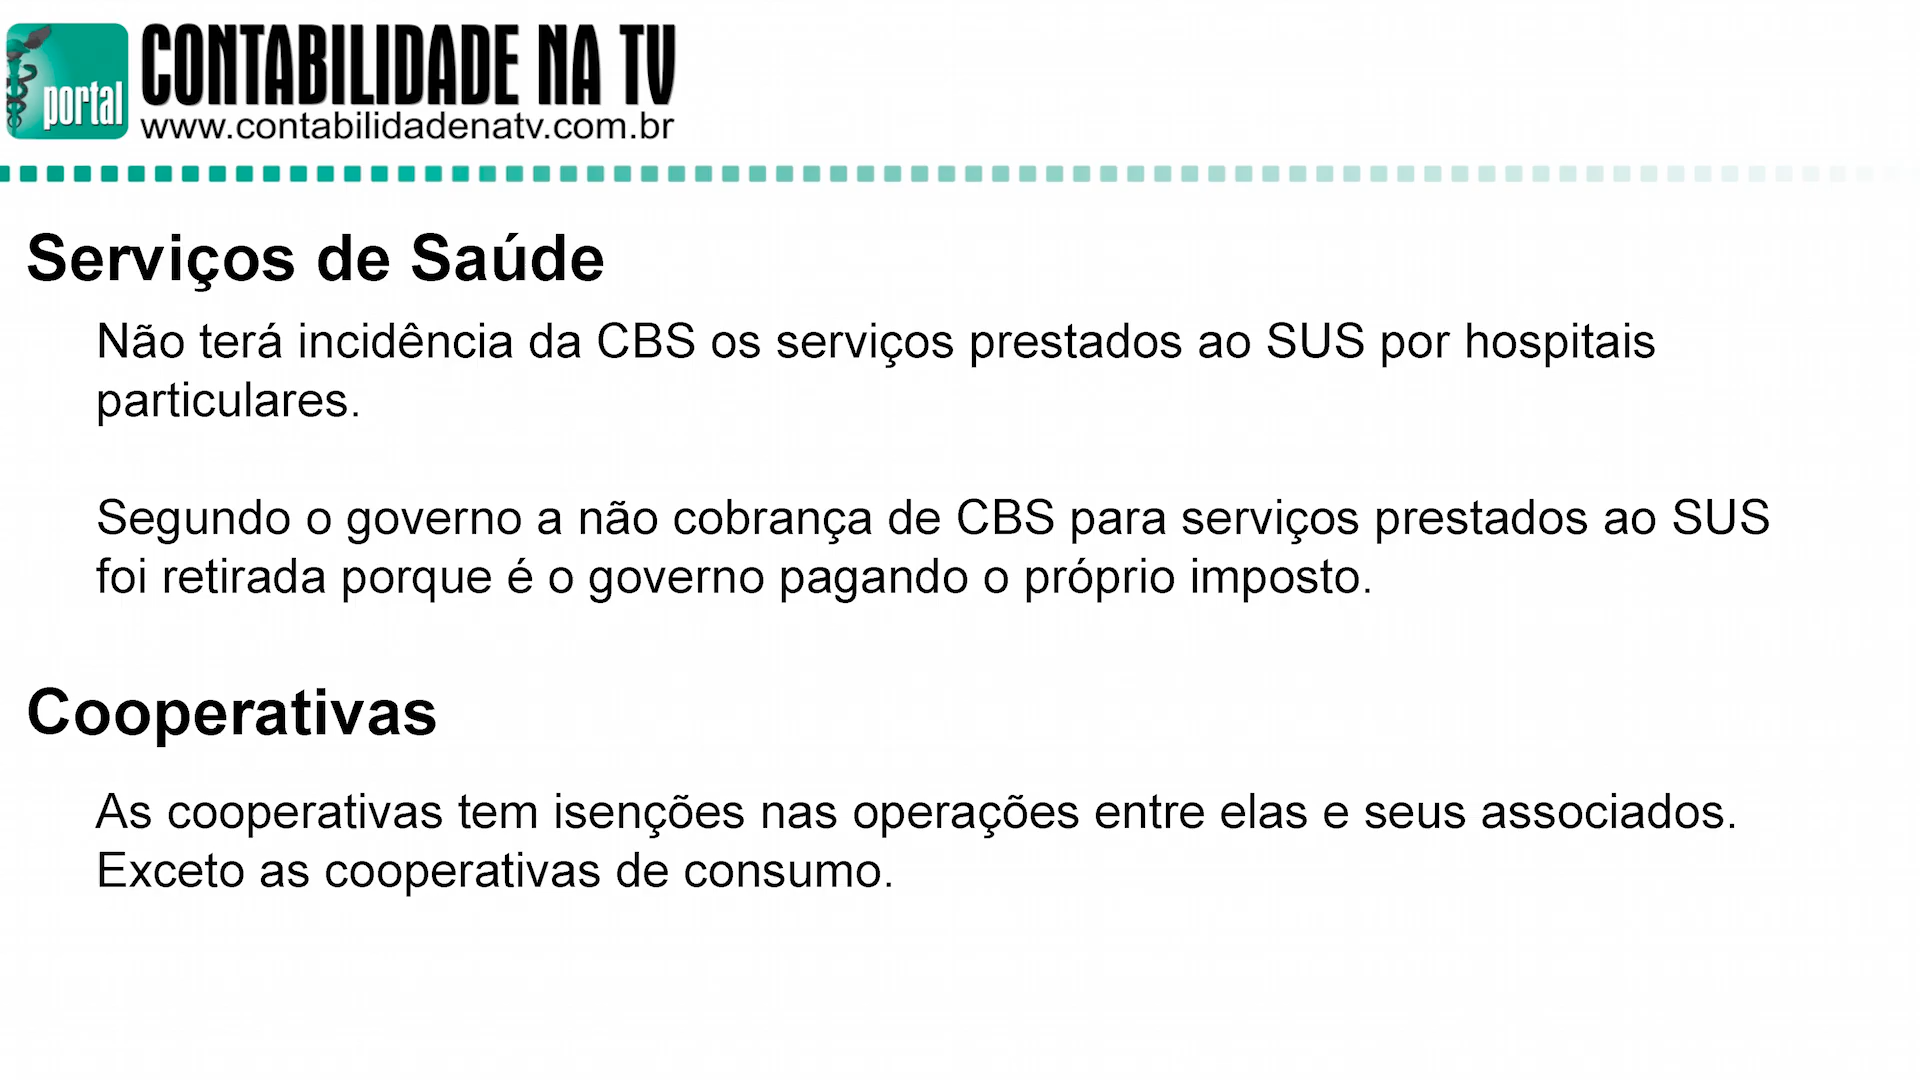 portal
CONTABILIDADE NA TV
www.contabilidadenatv.com.br
Serviços de Saúde
Não terá incidência da CBS os serviços prestados ao SUS por hospitais
particulares.
Segundo o governo a não cobrança de CBS para serviços prestados ao SUS
foi retirada porque é o governo pagando o próprio imposto.
Cooperativas
As cooperativas tem isenções nas operações entre elas e seus associados.
Exceto as cooperativas de consumo.